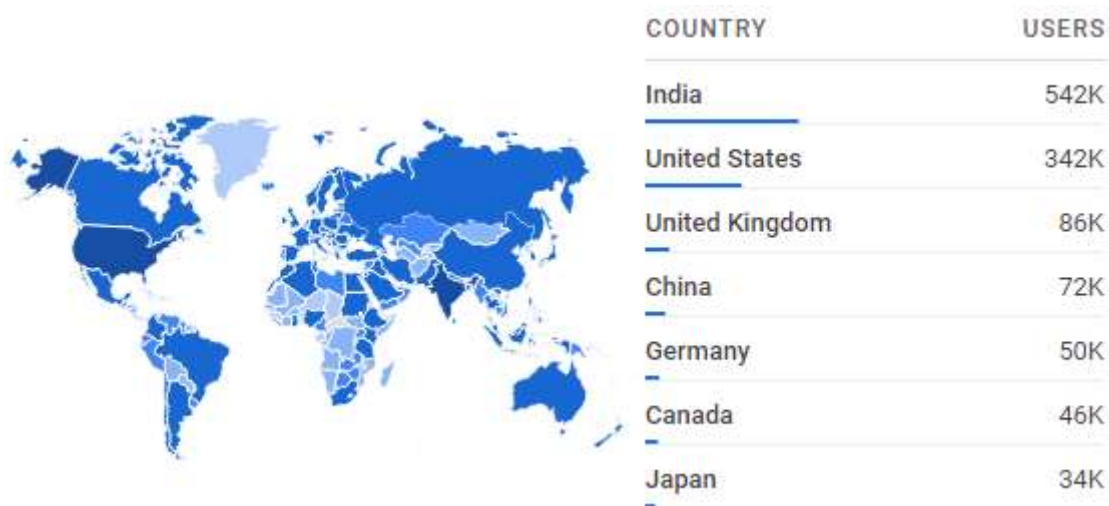 COUNTRY USERS
India 542K
United States 342K
United Kingdom 86K
China 72K
Germany 50K
Canada 46K
Japan 34K